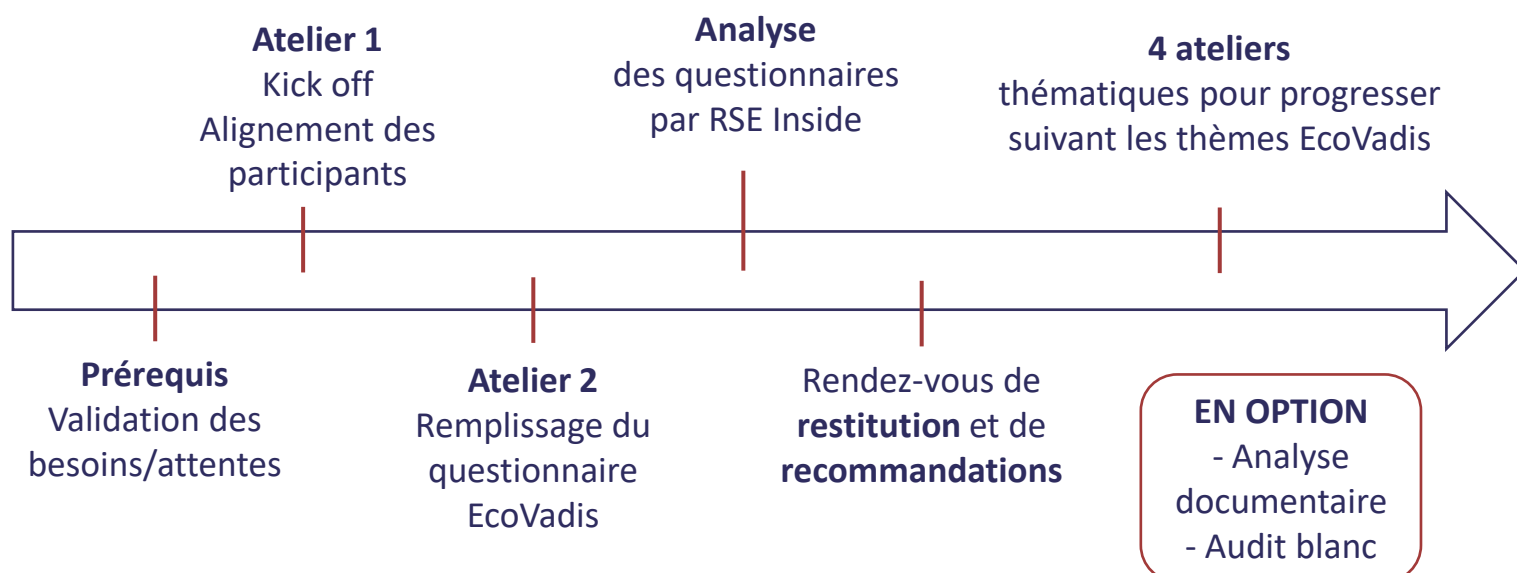 Atelier 1
Kick off
Alignement des
participants
Analyse
des questionnaires
par RSE Inside
4 ateliers
thématiques pour progresser
suivant les thèmes EcoVadis
Prérequis
Validation des
besoins/attentes
Atelier 2
Remplissage du
questionnaire
EcoVadis
Rendez-vous de
restitution et de
recommandations
EN OPTION
- Analyse
documentaire
- Audit blanc